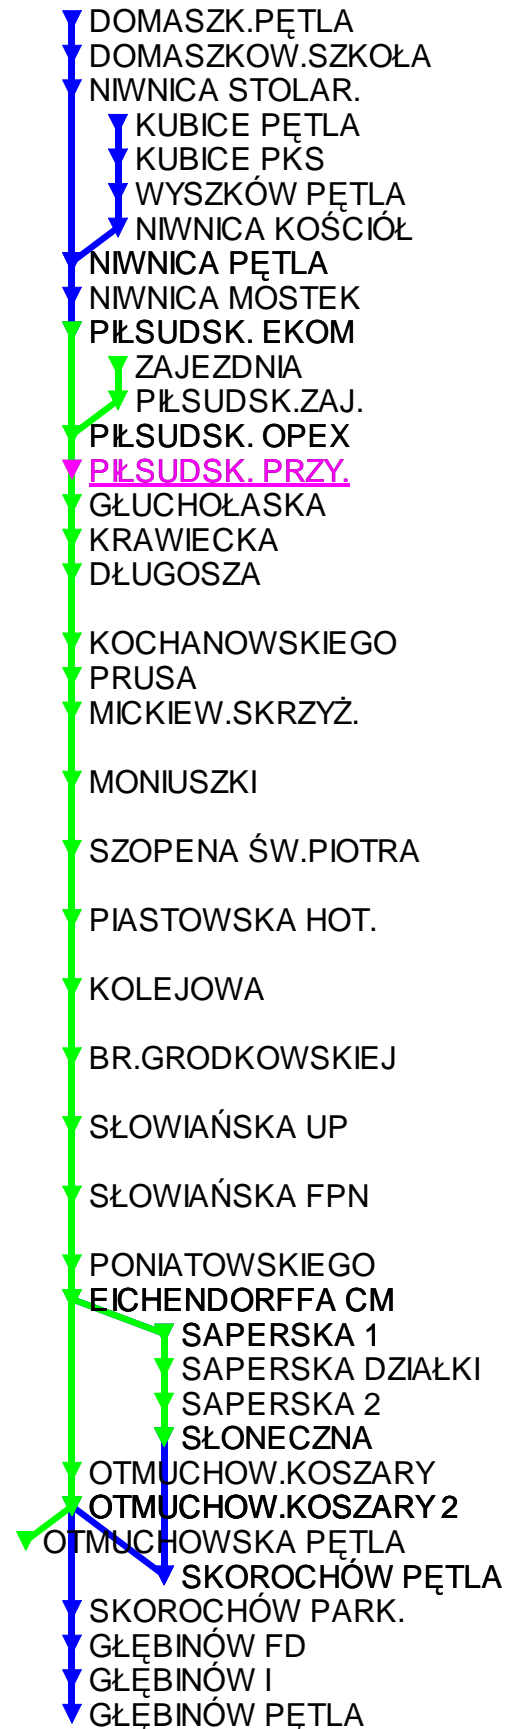 DOMASZK.PĘTLA
DOMASZKOW.SZKOŁA
NIWNICA STOLAR.
KUBICE PĘTLA
KUBICE PKS
WYSZKÓW PĘTLA
NIWNICA KOŚCIÓŁ
NIWNICA PĘTLA
NIWNICA MOSTEK
PIŁSUDSK. EKOM
ZAJEZDNIA
PIŁSUDSK.ZAJ.
PIŁSUDSK. OPEX
PIŁSUDSK. PRZY.
GŁUCHOŁASKA
KRAWIECKA
DŁUGOSZA
KOCHANOWSKIEGO
PRUSA
MICKIEW.SKRZYŻ.
MONIUSZKI
SZOPENA ŚW.PIOTRA
PIASTOWSKA HOT.
KOLEJOWA
BR.GRODKOWSKIEJ
SŁOWIAŃSKA UP
SŁOWIAŃSKA FPN
PONIATOWSKIEGO
EICHENDORFFA CM
SAPERSKA 1
SAPERSKA DZIAŁKI
SAPERSKA 2
SŁONECZNA
OTMUCHOW.KOSZARY
OTMUCHOW.KOSZARY 2
OTMUCHOWSKA PĘTLA
SKOROCHÓW PĘTLA
SKOROCHÓW PARK.
GŁĘBINÓW FD
GŁĘBINÓW I
GŁĘBINÓW PĘTLA